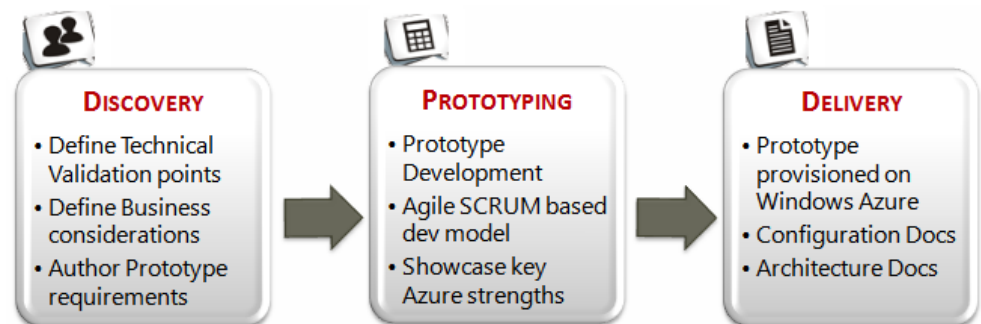 DISCOVERY
• Define Technical
Validation points
• Define Business
considerations
• Author Prototype
requirements
PROTOTYPING
• Prototype
Development
• Agile SCRUM based
dev model
• Showcase key
Azure strengths
DELIVERY
• Prototype
provisioned on
Windows Azure
• Configuration Docs
• Architecture Docs